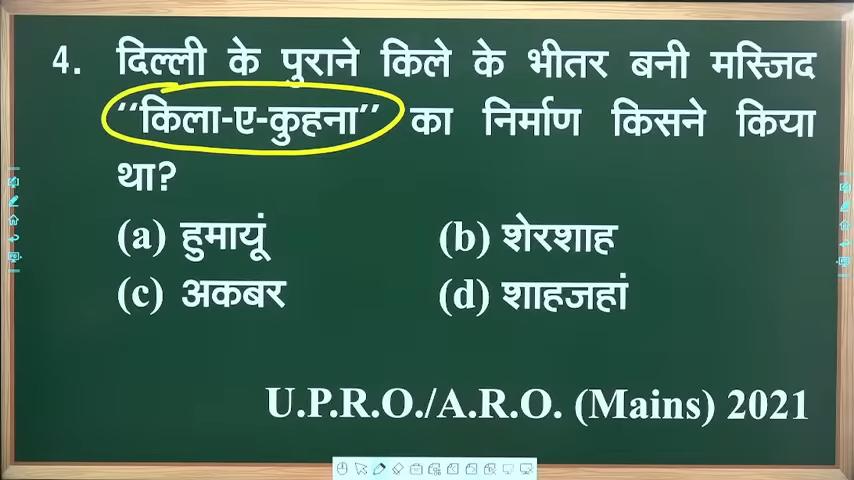 4. दिल्ली के पुराने किले के भीतर बनी मस्जिद
‘‘किला-ए-कुहना’’ का निर्माण किसने किया
था?
(a) हुमायूं (b) शेरशाह
(c) अकबर (d) शाहजहां
U.P.R.O./A.R.O. (Mains) 2021